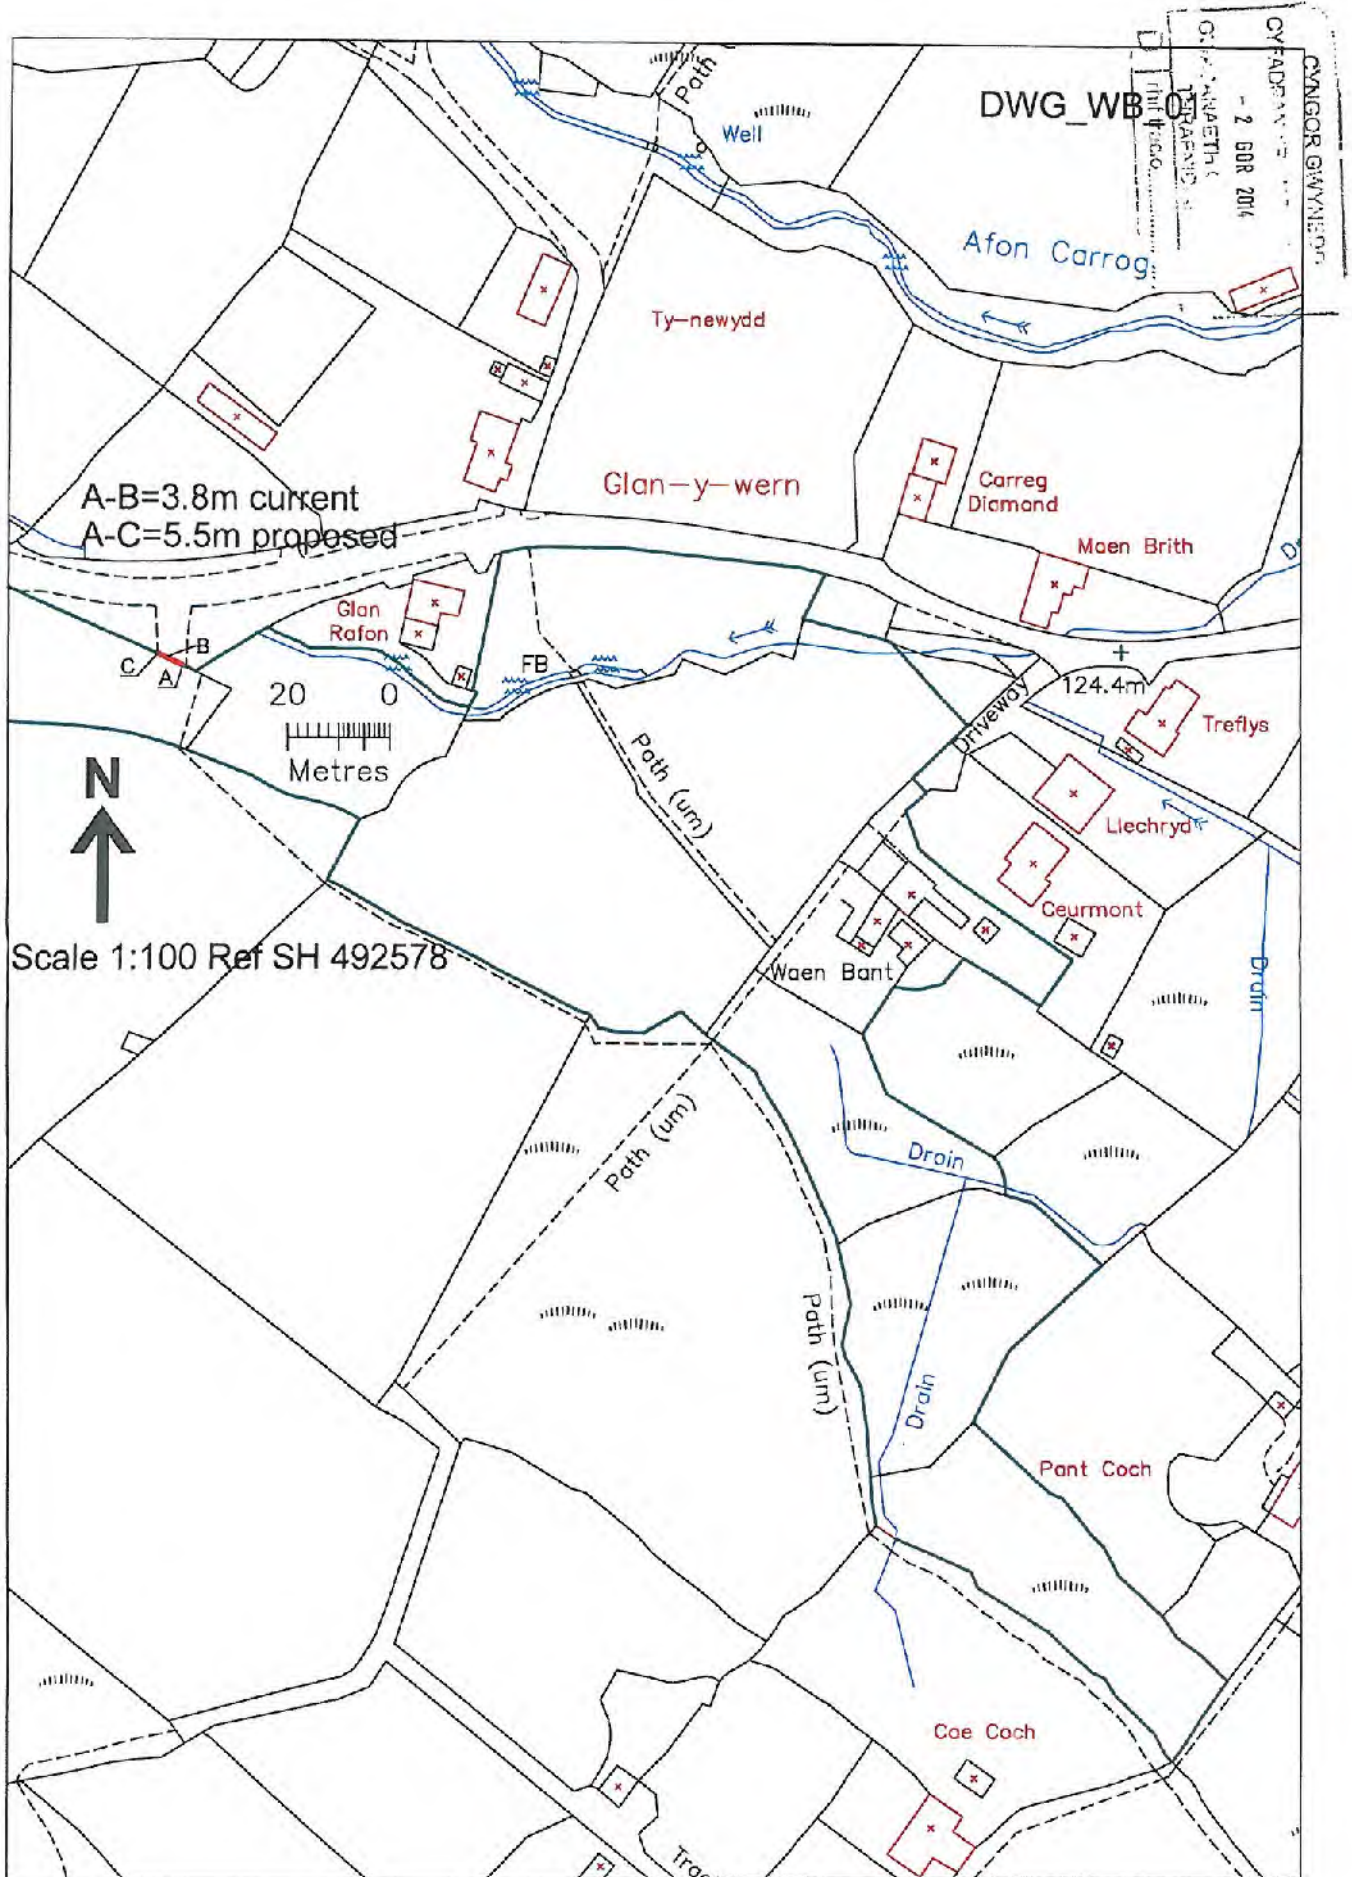 Path
Well
DWG_WB_01
CYNGOR GWYNEDD
- 2 GOR 2014
Afon Carrog
Ty-newydd
Glan-y-wern
A-B=3.8m current
A-C=5.5m proposed
Carreg
Diamond
Maen Brith
Glan
Rafon
C
A
B
FB
20 0
Metres
N
Scale 1:100 Ref SH 492578
Path (um)
Driveway
124.4m
Treflys
Llechryd
Ceurmont
Waen Bant
Drain
Path (um)
Drain
Path (um)
Drain
Pant Coch
Cae Coch